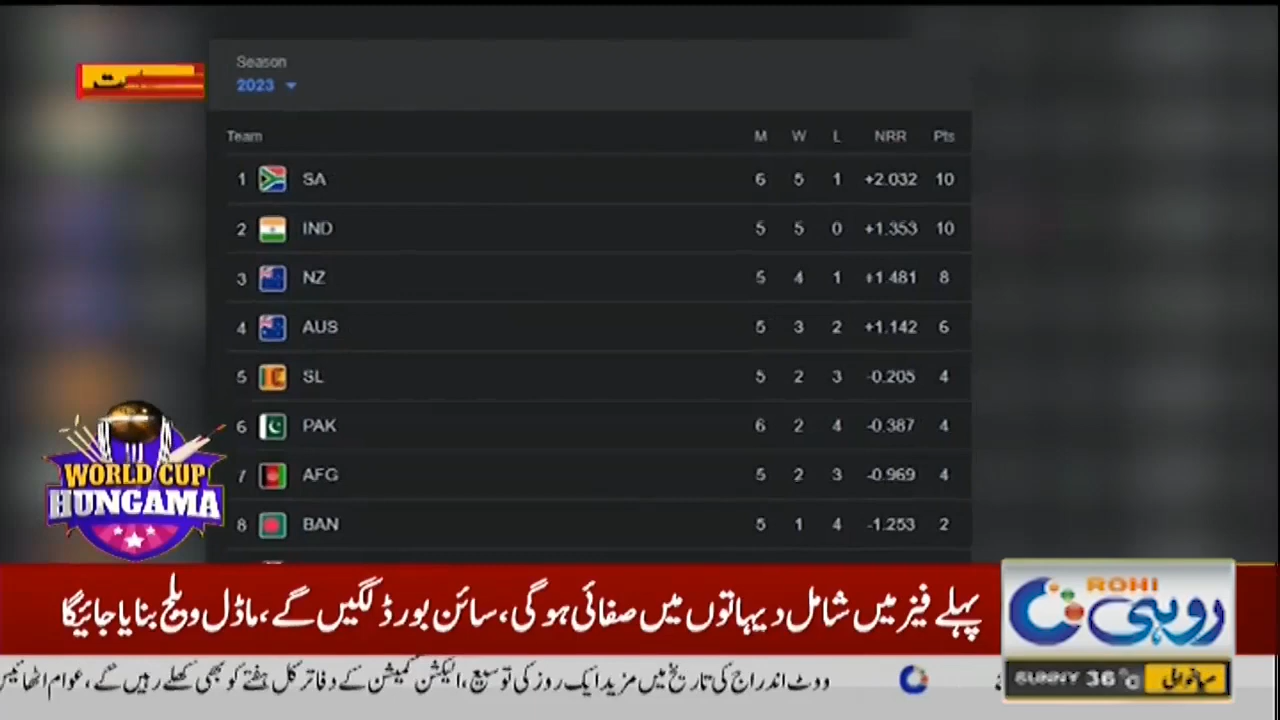 Season
2023
Team M W L NRR Pts
1 SA 6 5 1 +2.032 10
2 IND 5 5 0 +1.353 10
3 NZ 5 4 1 +1.481 8
4 AUS 5 3 2 +1.142 6
5 SL 5 2 3 -0.205 4
6 PAK 6 2 4 -0.387 4
7 AFG 5 2 3 -0.969 4
8 BAN 5 1 4 -1.253 2
WORLD CUP
HUNGAMA
پہلے فیز میں شامل دیہاتوں میں صفائی ہوگی، سائن بورڈ لگیں گے، ماڈل ویلج بنایا جائیگا
ROHI
روہی
ووٹ اندراج کی تاریخ میں مزید ایک روز کی توسیع، الیکشن کمیشن کے دفاتر کل ہفتے کو بھی کھلے رہیں گے، عوام اٹھائیس
SUNNY 36°C
میانوالی